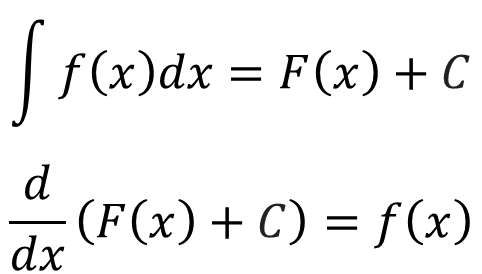 ∫ f(x)dx = F(x) + C
d/dx (F(x) + C) = f(x)